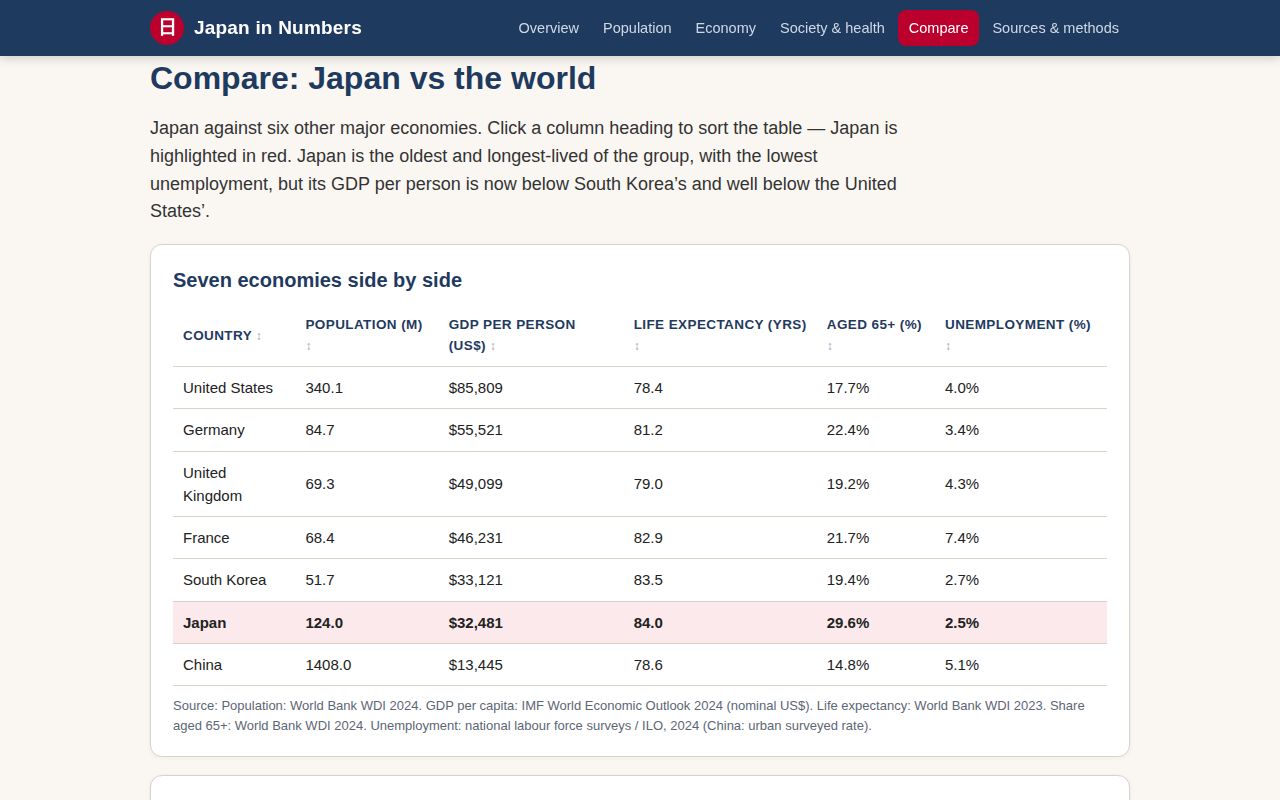 日 Japan in Numbers Overview Population Economy Society & health Compare Sources & methods
Compare: Japan vs the world
Japan against six other major economies. Click a column heading to sort the table — Japan is
highlighted in red. Japan is the oldest and longest-lived of the group, with the lowest
unemployment, but its GDP per person is now below South Korea’s and well below the United
States’.
Seven economies side by side
COUNTRY ↕ POPULATION (M) ↕ GDP PER PERSON (US$) ↕ LIFE EXPECTANCY (YRS) ↕ AGED 65+ (%) ↕ UNEMPLOYMENT (%) ↕
United States 340.1 $85,809 78.4 17.7% 4.0%
Germany 84.7 $55,521 81.2 22.4% 3.4%
United Kingdom 69.3 $49,099 79.0 19.2% 4.3%
France 68.4 $46,231 82.9 21.7% 7.4%
South Korea 51.7 $33,121 83.5 19.4% 2.7%
Japan 124.0 $32,481 84.0 29.6% 2.5%
China 1408.0 $13,445 78.6 14.8% 5.1%
Source: Population: World Bank WDI 2024. GDP per capita: IMF World Economic Outlook 2024 (nominal US$). Life expectancy: World Bank WDI 2023. Share
aged 65+: World Bank WDI 2024. Unemployment: national labour force surveys / ILO, 2024 (China: urban surveyed rate).